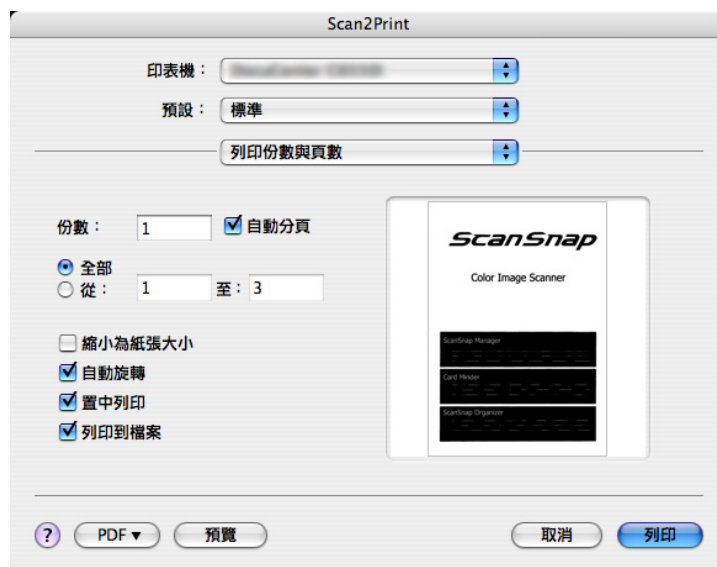 Scan2Print
印表機：
預設： 標準
列印份數與頁數
份數： 1 自動分頁
全部
從： 1 至： 3
縮小為紙張大小
自動旋轉
置中列印
列印到檔案
ScanSnap
Color Image Scanner
ScanSnap Manager
Card Minder
ScanSnap Organizer
? PDF▼ 預覽 取消 列印